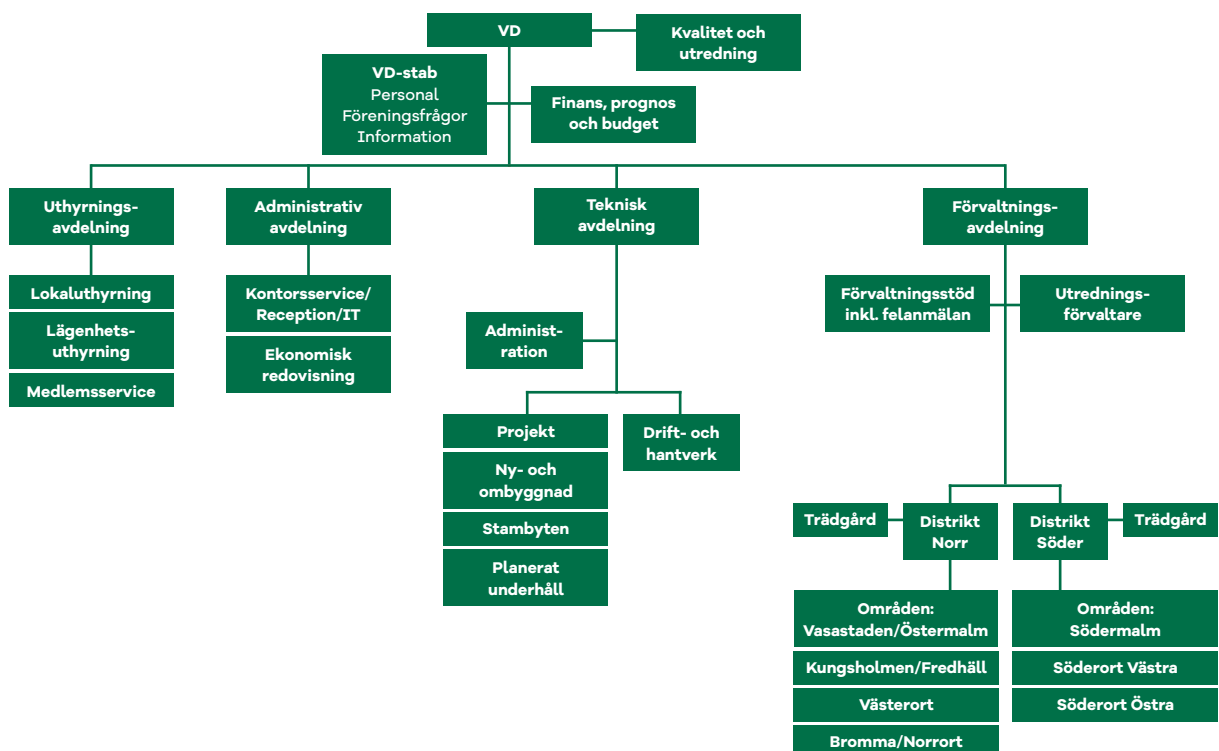 VD
Kvalitet och
utredning
VD-stab
Personal
Föreningsfrågor
Information
Finans, prognos
och budget
Uthyrnings-
avdelning
Lokaluthyrning
Lägenhets-
uthyrning
Medlemsservice
Administrativ
avdelning
Kontorsservice/
Reception/IT
Ekonomisk
redovisning
Teknisk
avdelning
Administ-
ration
Projekt
Ny- och
ombyggnad
Stambyten
Planerat
underhåll
Drift- och
hantverk
Förvaltnings-
avdelning
Förvaltningsstöd
inkl. felanmälan
Utrednings-
förvaltare
Trädgård
Distrikt
Norr
Distrikt
Söder
Trädgård
Områden:
Vasastaden/Östermalm
Kungsholmen/Fredhäll
Västerort
Bromma/Norrort
Områden:
Södermalm
Söderort Västra
Söderort Östra